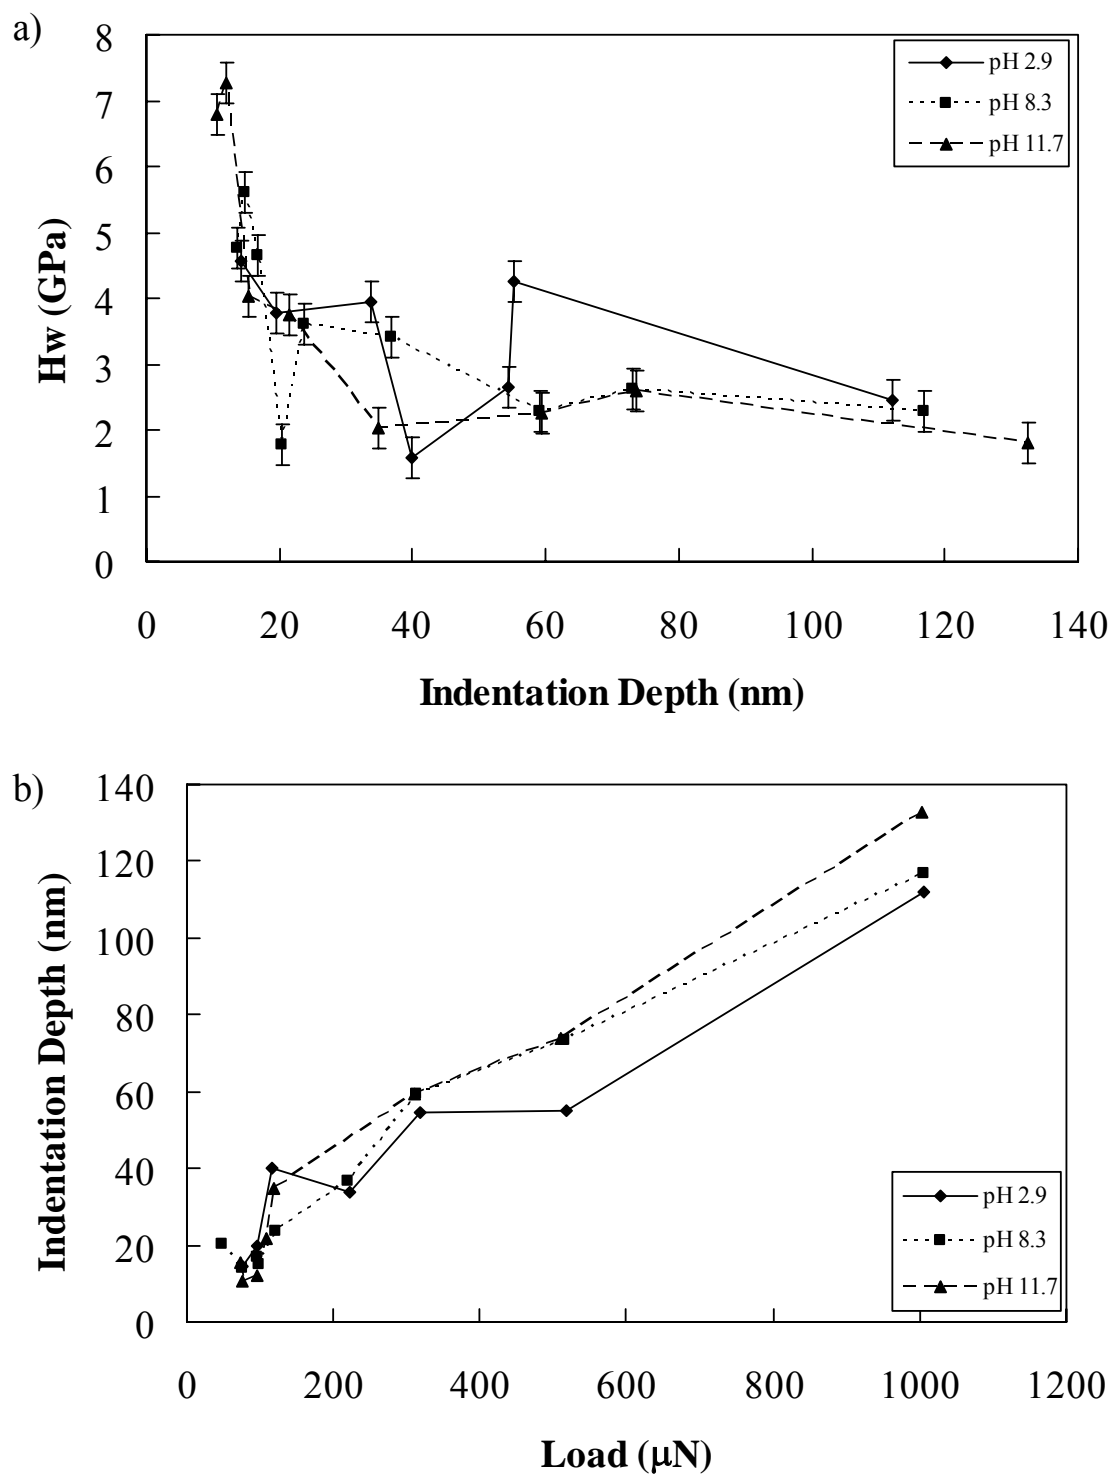 a)
8
7
6
5
4
3
2
1
0
Hw (GPa)
pH 2.9
pH 8.3
pH 11.7
0 20 40 60 80 100 120 140
Indentation Depth (nm)
b)
140
120
100
80
60
40
20
0
Indentation Depth (nm)
pH 2.9
pH 8.3
pH 11.7
0 200 400 600 800 1000 1200
Load (μN)